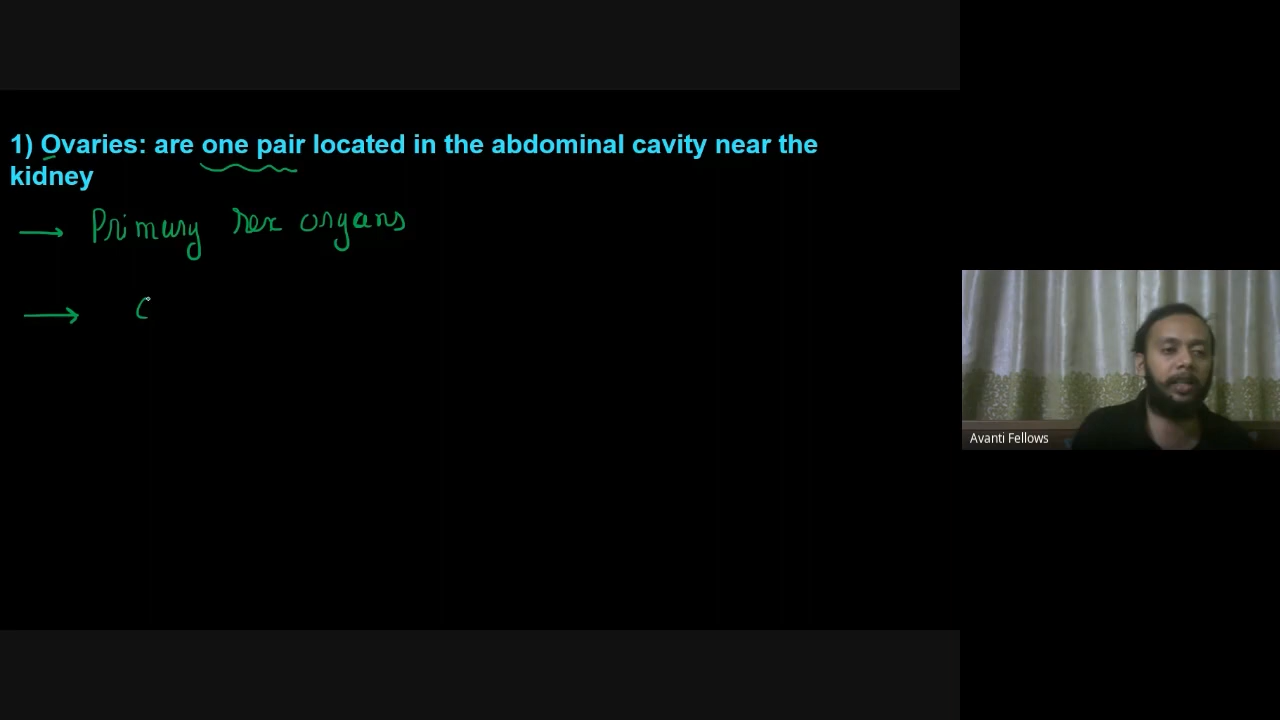 1) Ovaries: are one pair located in the abdominal cavity near the
kidney
→ Primary sex organs
→
Avanti Fellows